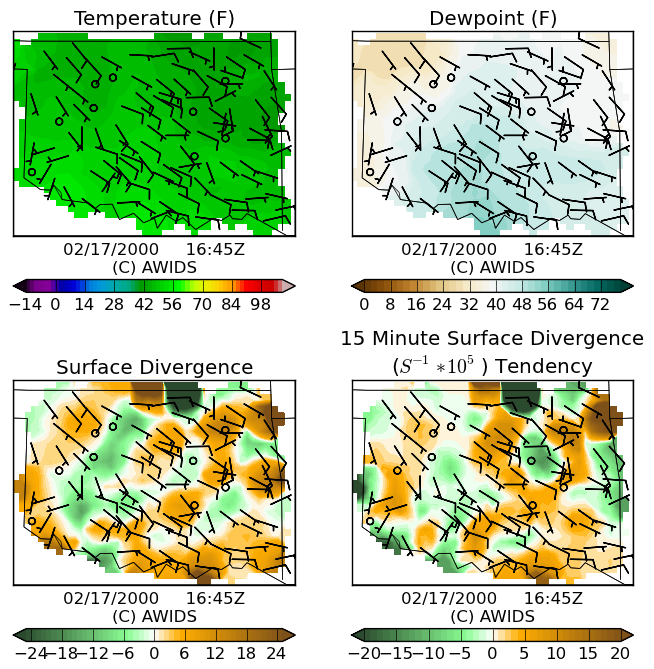 Temperature (F)
Dewpoint (F)
02/17/2000 16:45Z
(C) AWIDS
−14 0 14 28 42 56 70 84 98
02/17/2000 16:45Z
(C) AWIDS
0 8 16 24 32 40 48 56 64 72
Surface Divergence
15 Minute Surface Divergence
(S⁻¹ *10⁵ ) Tendency
02/17/2000 16:45Z
(C) AWIDS
−24−18−12 −6 0 6 12 18 24
02/17/2000 16:45Z
(C) AWIDS
−20−15−10 −5 0 5 10 15 20